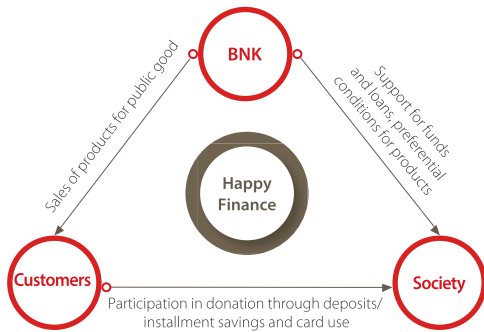 BNK
Sales of products for public good
Support for funds
and loans, preferential
conditions for products
Happy
Finance
Customers
Society
Participation in donation through deposits/
installment savings and card use